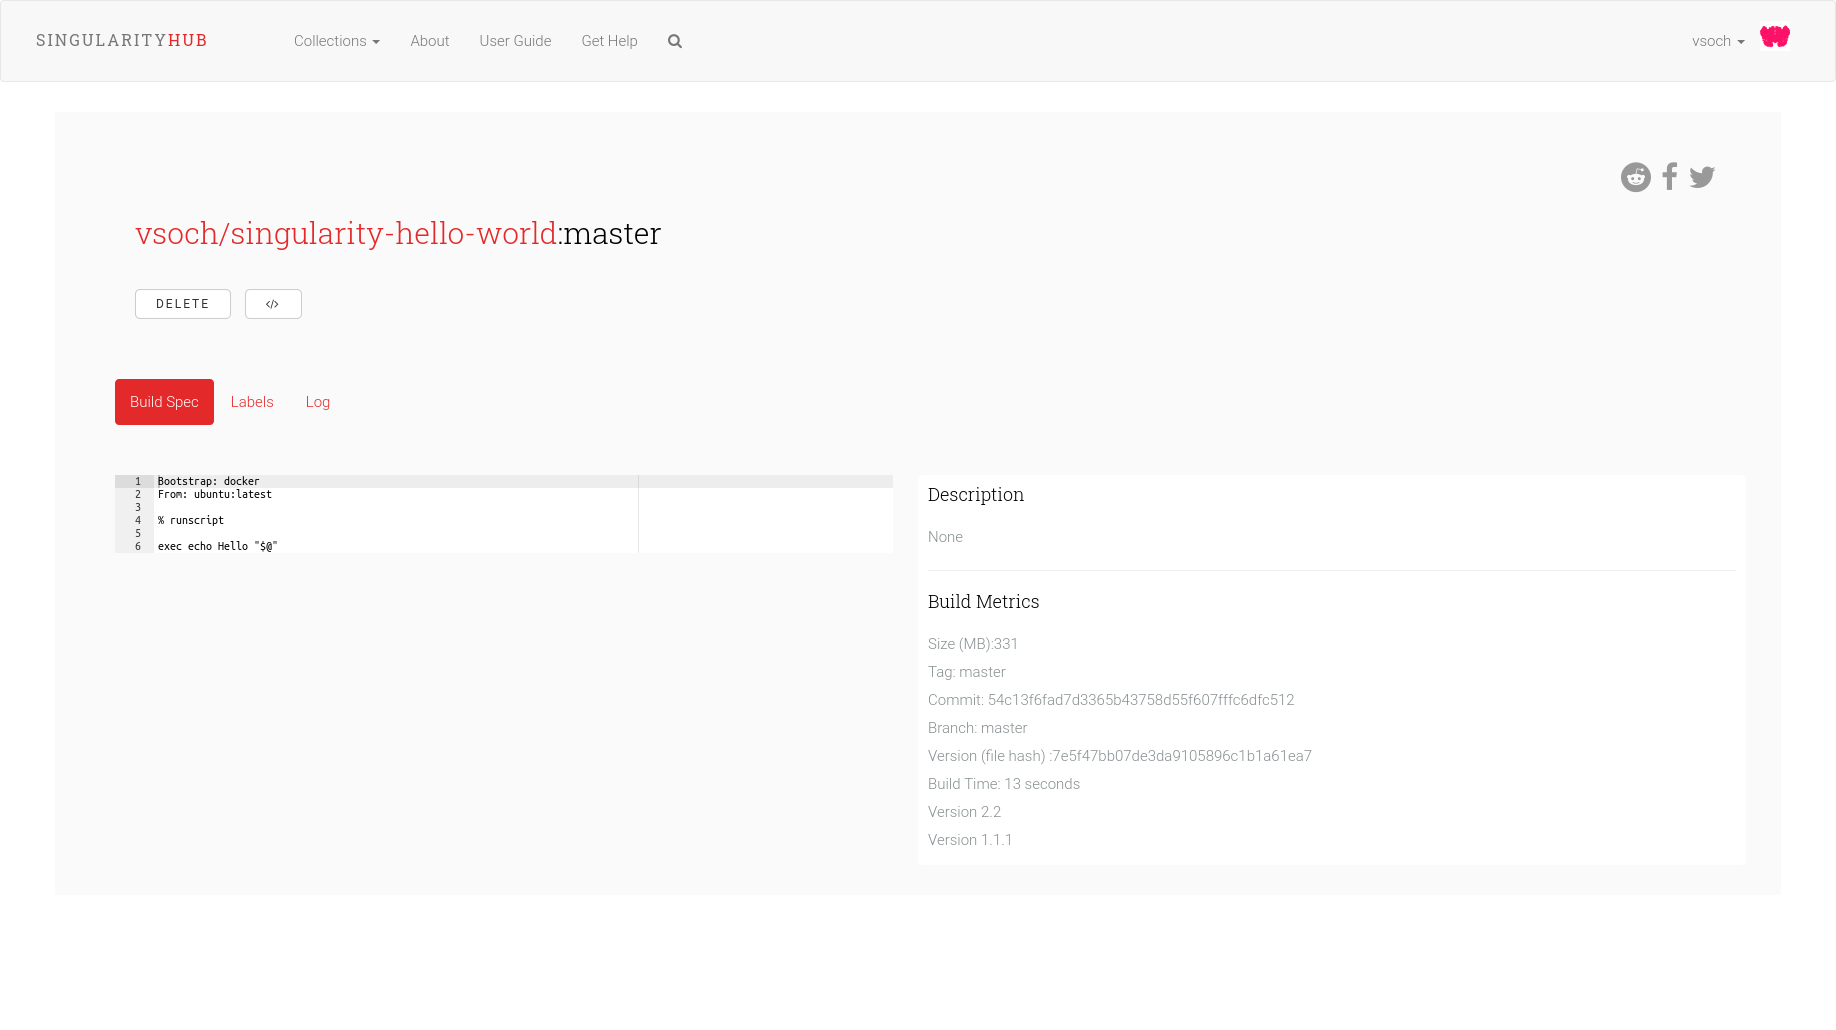 SINGULARITYHUB
Collections
About
User Guide
Get Help
vsoch
vsoch/singularity-hello-world:master
DELETE
</>
Build Spec
Labels
Log
1 Bootstrap: docker
2 From: ubuntu:latest
3
4 % runscript
5
6 exec echo Hello "$@"
Description
None
Build Metrics
Size (MB):331
Tag: master
Commit: 54c13f6fad7d3365b43758d55f607fffc6dfc512
Branch: master
Version (file hash) :7e5f47bb07de3da9105896c1b1a61ea7
Build Time: 13 seconds
Version 2.2
Version 1.1.1